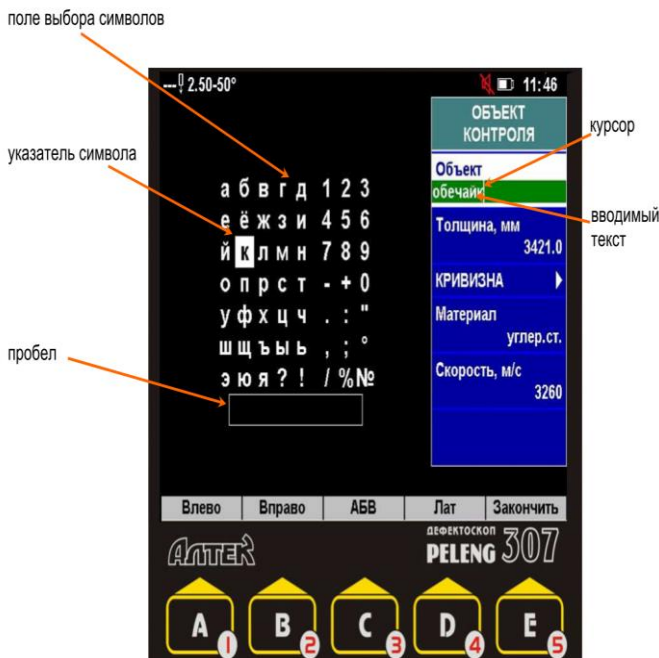 поле выбора символов
--- 2.50-50° 11:46
ОБЪЕКТ
КОНТРОЛЯ
курсор
указатель символа
Объект
обечайк
вводимый
текст
а б в г д 1 2 3
е ё ж з и 4 5 6
й к л м н 7 8 9
о п р с т - + 0
у ф х ц ч . : "
ш щ ъ ы ь , ; °
э ю я ? ! / % №
Толщина, мм
3421.0
КРИВИЗНА
Материал
углер.ст.
Скорость, м/с
3260
пробел
Влево Вправо АБВ Лат Закончить
АЛТЕК
ДЕФЕКТОСКОП
PELENG 307
A 1 B 2 C 3 D 4 E 5